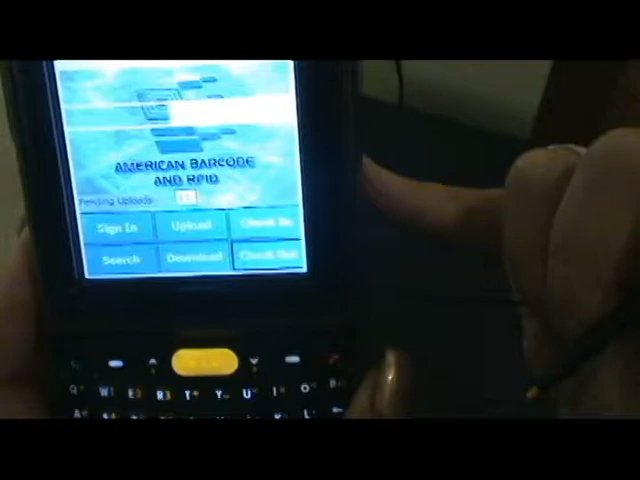 AMERICAN BARCODE
AND RFID
Pending Uploads
Sign In Upload Check In
Search Download Check Out
Q W E R T Y U I O
A L